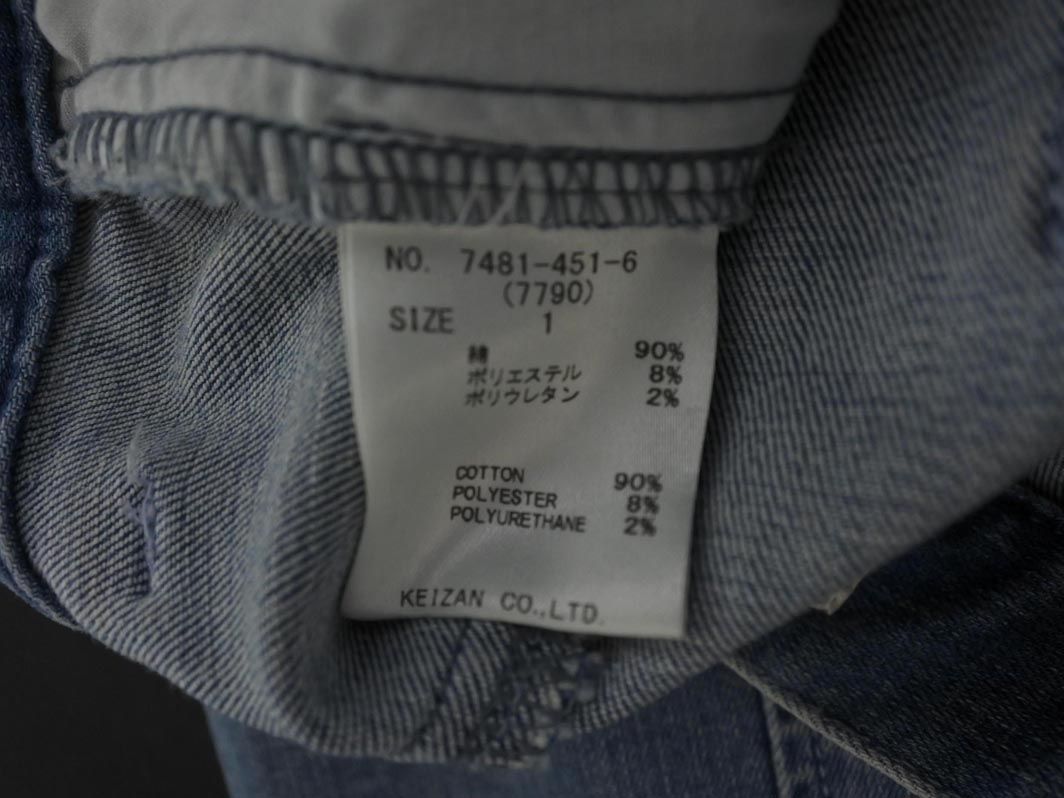 NO. 7481-451-6
(7790)
SIZE 1
綿 90%
ポリエステル 8%
ポリウレタン 2%
COTTON 90%
POLYESTER 8%
POLYURETHANE 2%
KEIZAN CO.,LTD.